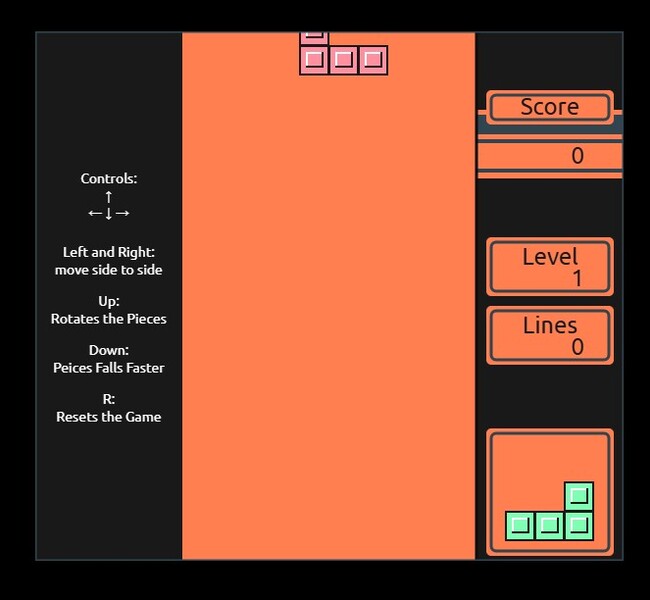 Controls:
↑
←↓→
Left and Right:
move side to side
Up:
Rotates the Pieces
Down:
Peices Falls Faster
R:
Resets the Game
Score
0
Level
1
Lines
0